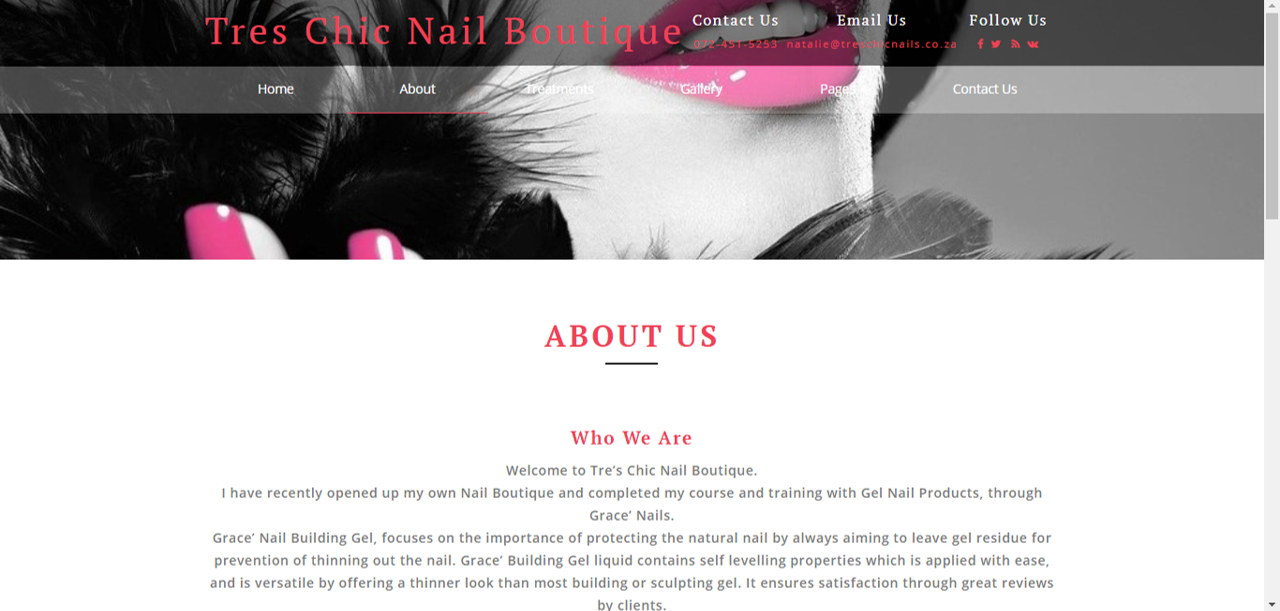 Tres Chic Nail Boutique
Contact Us
Email Us
Follow Us
072-451-5253
natalie@treschicnails.co.za
Home
About
Treatments
Gallery
Pages
Contact Us
ABOUT US
Who We Are
Welcome to Tre’s Chic Nail Boutique.
I have recently opened up my own Nail Boutique and completed my course and training with Gel Nail Products, through
Grace’ Nails.
Grace’ Nail Building Gel, focuses on the importance of protecting the natural nail by always aiming to leave gel residue for
prevention of thinning out the nail. Grace’ Building Gel liquid contains self levelling properties which is applied with ease,
and is versatile by offering a thinner look than most building or sculpting gel. It ensures satisfaction through great reviews
by clients.